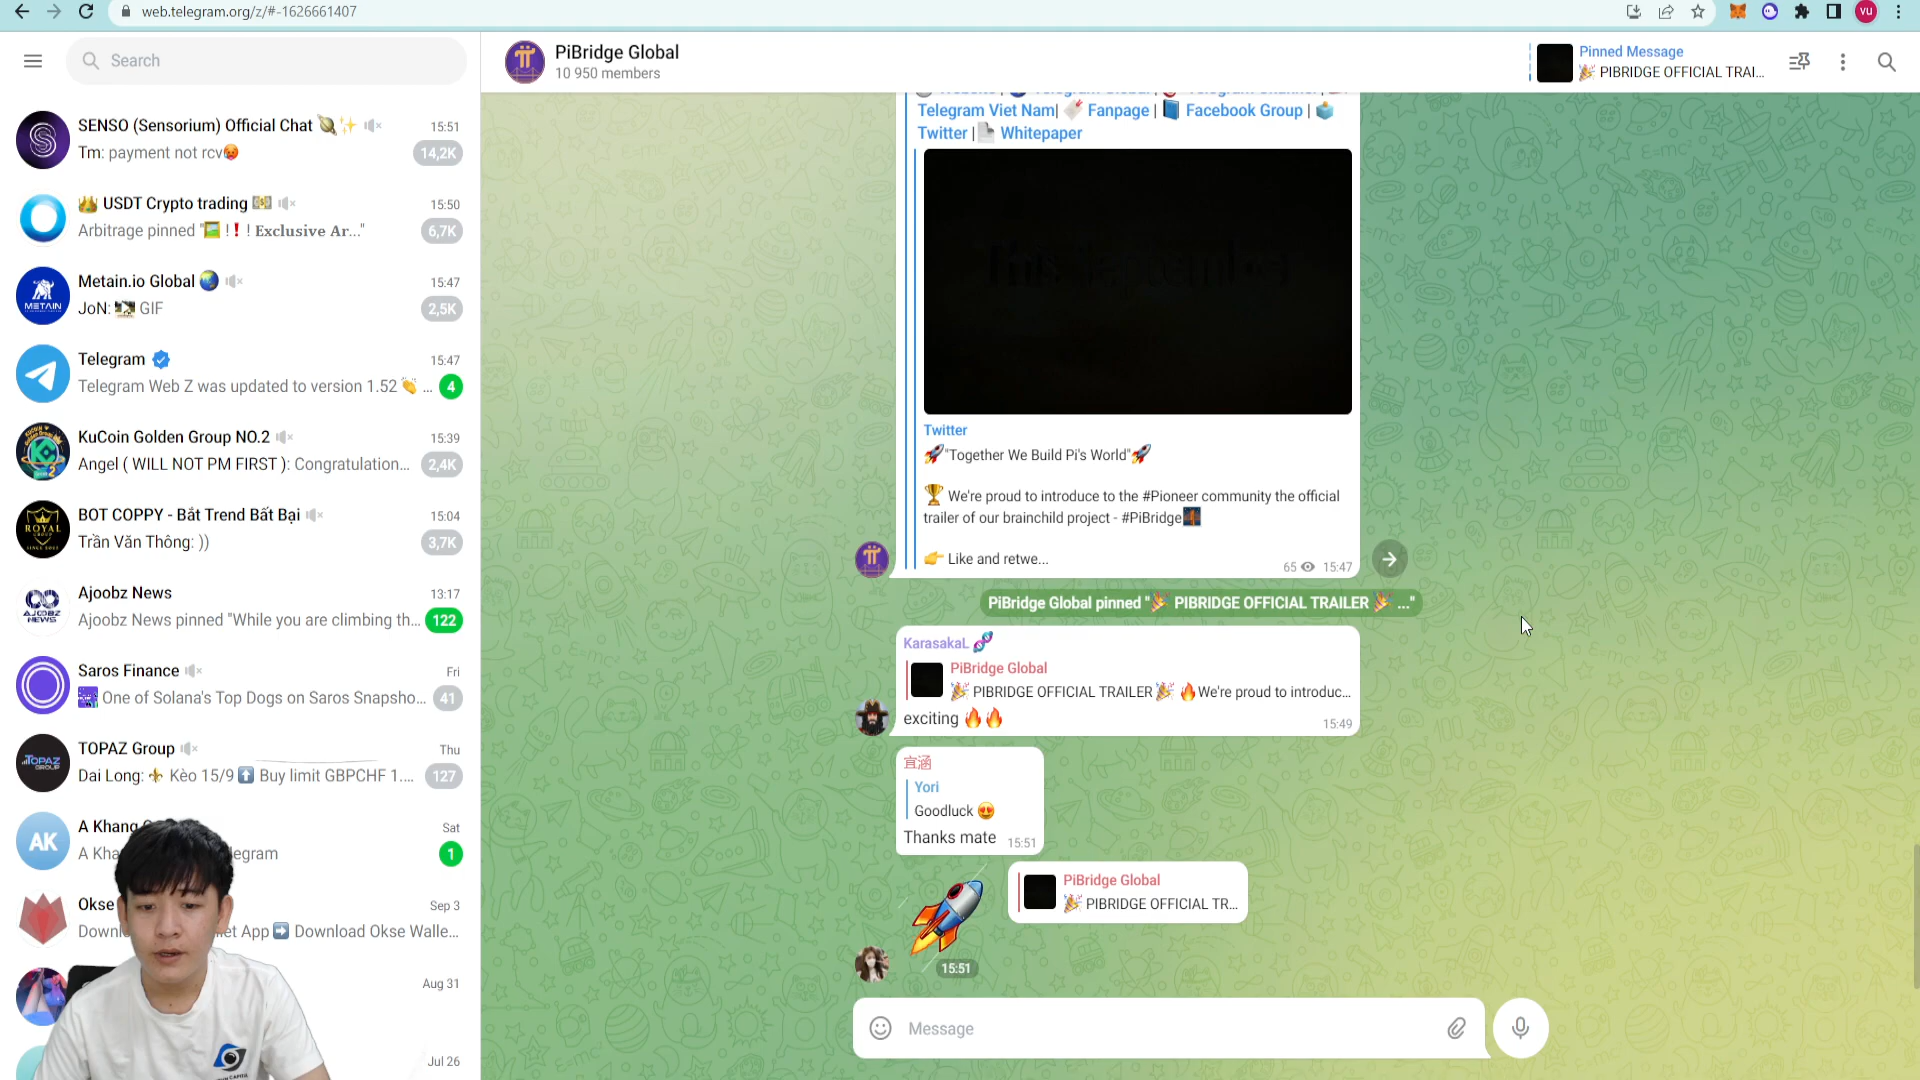 web.telegram.org/z/#-1626661407
VU
Search
PiBridge Global
10 950 members
Pinned Message
PIBRIDGE OFFICIAL TRAI...
SENSO (Sensorium) Official Chat
15:51
Tm: payment not rcv
14,2K
USDT Crypto trading
15:50
Arbitrage pinned "🖼 !❗! Exclusive Ar..."
6,7K
Metain.io Global
15:47
METAIN
JoN: GIF
2,5K
Telegram
15:47
Telegram Web Z was updated to version 1.52 ...
4
KuCoin Golden Group NO.2
15:39
Angel ( WILL NOT PM FIRST ): Congratulation...
2,4K
BOT COPPY - Bắt Trend Bất Bại
15:04
ROYAL
Trần Văn Thông: ))
3,7K
Ajoobz News
13:17
AJOOBZ
Ajoobz News pinned "While you are climbing th...
122
Saros Finance
Fri
One of Solana's Top Dogs on Saros Snapsho...
41
TOPAZ Group
Thu
TOPAZ
GROUP
Dai Long: Kèo 15/9 Buy limit GBPCHF 1....
127
A Khang
Sat
AK
A Kha
legram
1
Okse
Sep 3
App Download Okse Walle...
Aug 31
Jul 26
Telegram Viet Nam| Fanpage | Facebook Group |
Twitter | Whitepaper
Twitter
"Together We Build Pi's World"
We're proud to introduce to the #Pioneer community the official
trailer of our brainchild project - #PiBridge
Like and retwe...
65 15:47
PiBridge Global pinned " PIBRIDGE OFFICIAL TRAILER ..."
KarasakaL
PiBridge Global
PIBRIDGE OFFICIAL TRAILER We're proud to introduc...
exciting
15:49
宜涵
Yori
Goodluck
Thanks mate 15:51
PiBridge Global
PIBRIDGE OFFICIAL TR...
15:51
Message